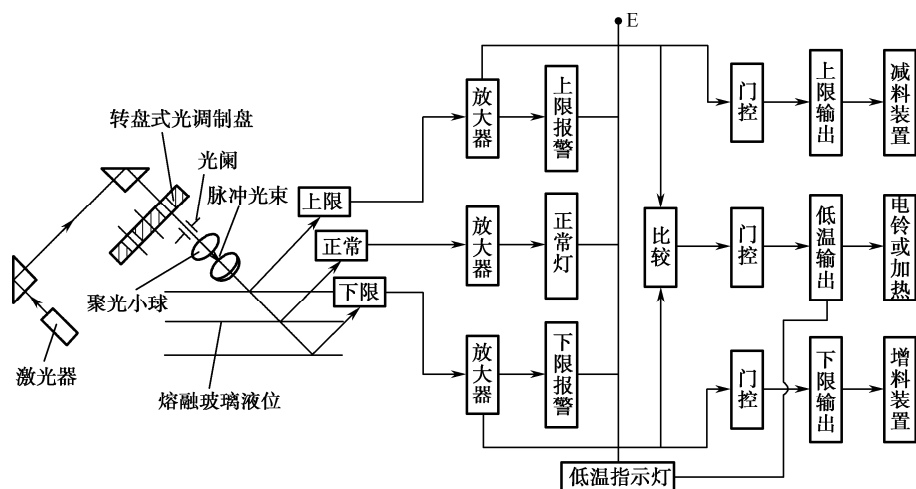 E
转盘式光调制盘
光阑
脉冲光束
聚光小球
激光器
熔融玻璃液位
上限
正常
下限
放大器
上限报警
放大器
正常灯
放大器
下限报警
比较
门控
上限输出
减料装置
门控
低温输出
电铃或加热
门控
下限输出
增料装置
低温指示灯